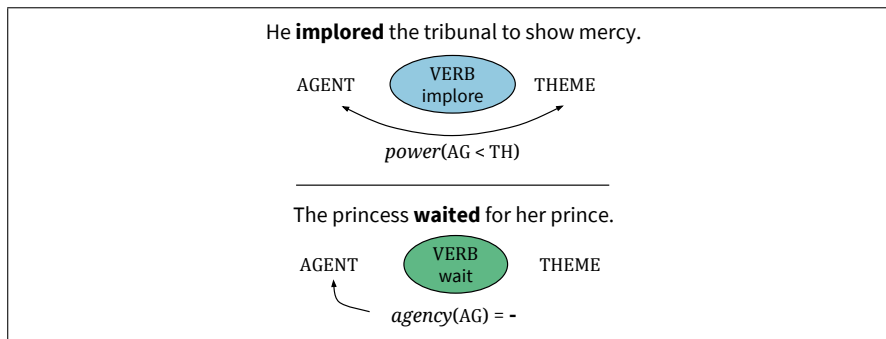 He implored the tribunal to show mercy.
AGENT VERB THEME
implore
power(AG < TH)
The princess waited for her prince.
AGENT VERB THEME
wait
agency(AG) = -